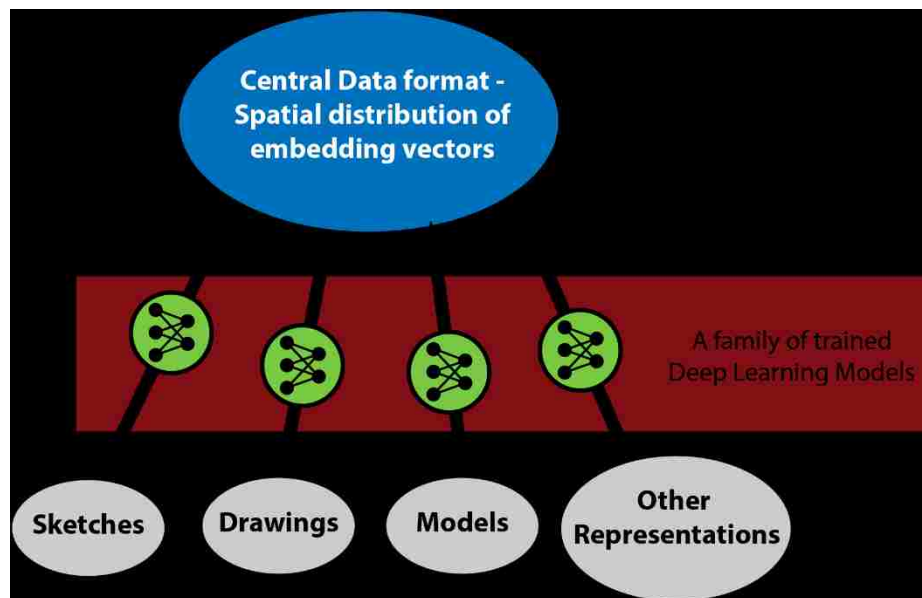 Central Data format -
Spatial distribution of
embedding vectors
A family of trained
Deep Learning Models
Sketches
Drawings
Models
Other
Representations